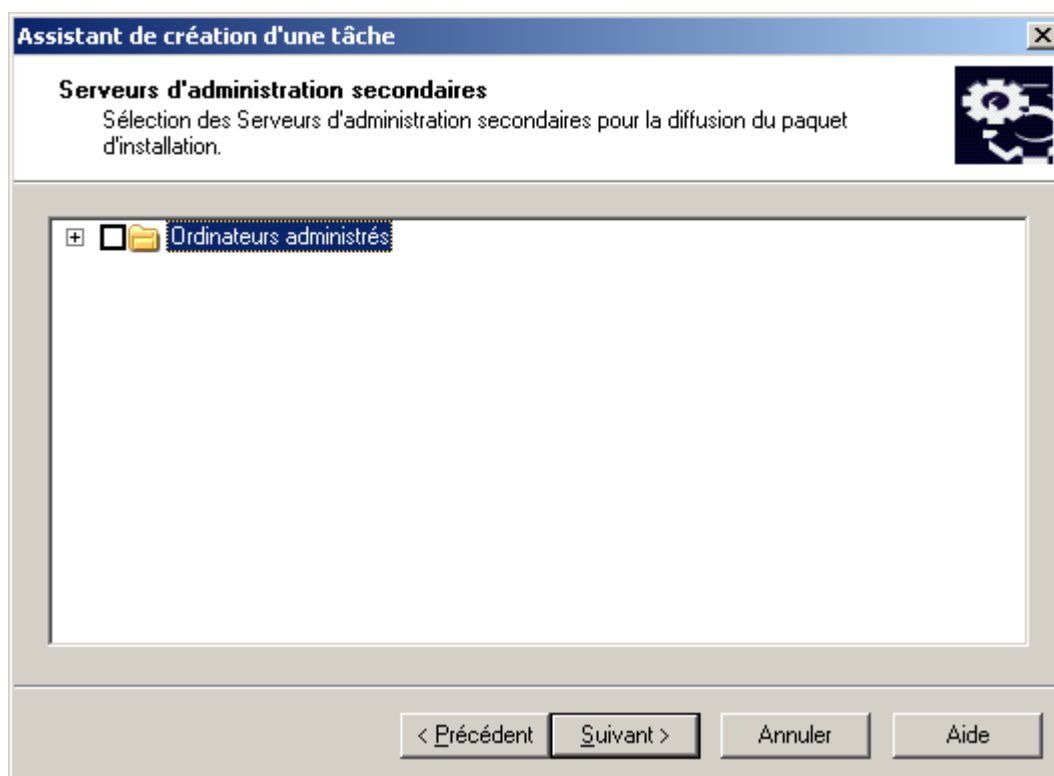 Assistant de création d'une tâche
Serveurs d'administration secondaires
Sélection des Serveurs d'administration secondaires pour la diffusion du paquet
d'installation.
Ordinateurs administrés
< Précédent
Suivant >
Annuler
Aide